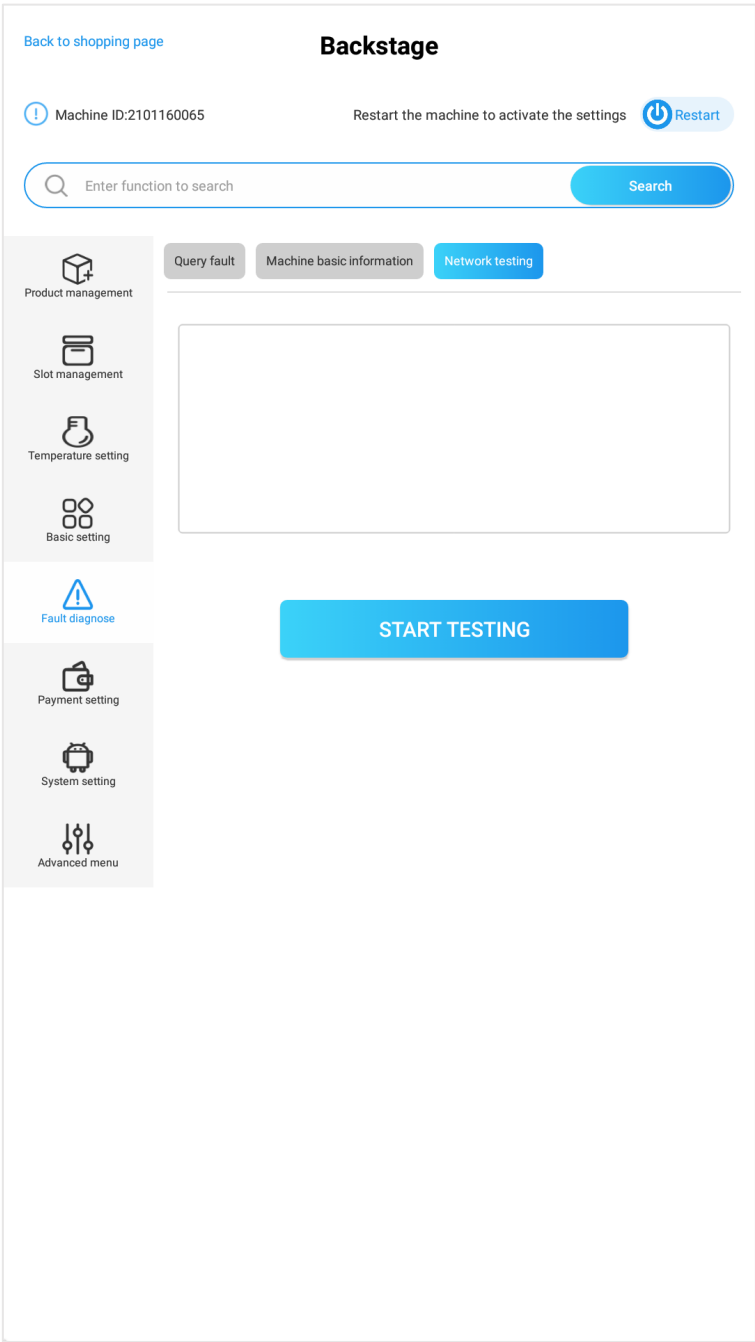 Back to shopping page
Backstage
Machine ID:2101160065
Restart the machine to activate the settings
Restart
Enter function to search
Search
Query fault
Machine basic information
Network testing
Product management
Slot management
Temperature setting
Basic setting
Fault diagnose
START TESTING
Payment setting
System setting
Advanced menu